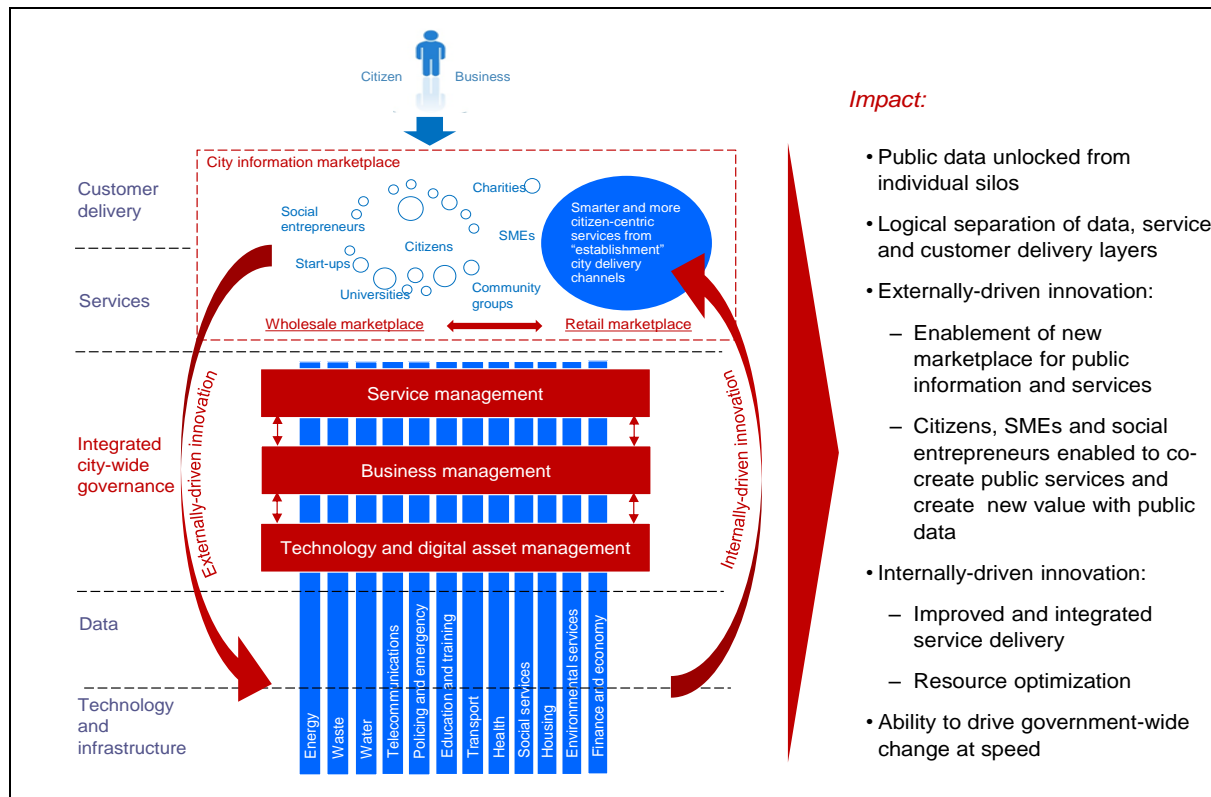 Citizen
Business
City information marketplace
Customer
delivery
Services
Social
entrepreneurs
Start-ups
Universities
Citizens
Charities
SMEs
Community
groups
Smarter and more
citizen-centric
services from
“establishment”
city delivery
channels
Wholesale marketplace
Retail marketplace
Integrated
city-wide
governance
Externally-driven innovation
Service management
Business management
Technology and digital asset management
Internally-driven innovation
Data
Technology
and
infrastructure
Energy
Waste
Water
Telecommunications
Policing and emergency
Education and training
Transport
Health
Social services
Housing
Environmental services
Finance and economy
Impact:
• Public data unlocked from
individual silos
• Logical separation of data, service
and customer delivery layers
• Externally-driven innovation:
– Enablement of new
marketplace for public
information and services
– Citizens, SMEs and social
entrepreneurs enabled to co-
create public services and
create new value with public
data
• Internally-driven innovation:
– Improved and integrated
service delivery
– Resource optimization
• Ability to drive government-wide
change at speed